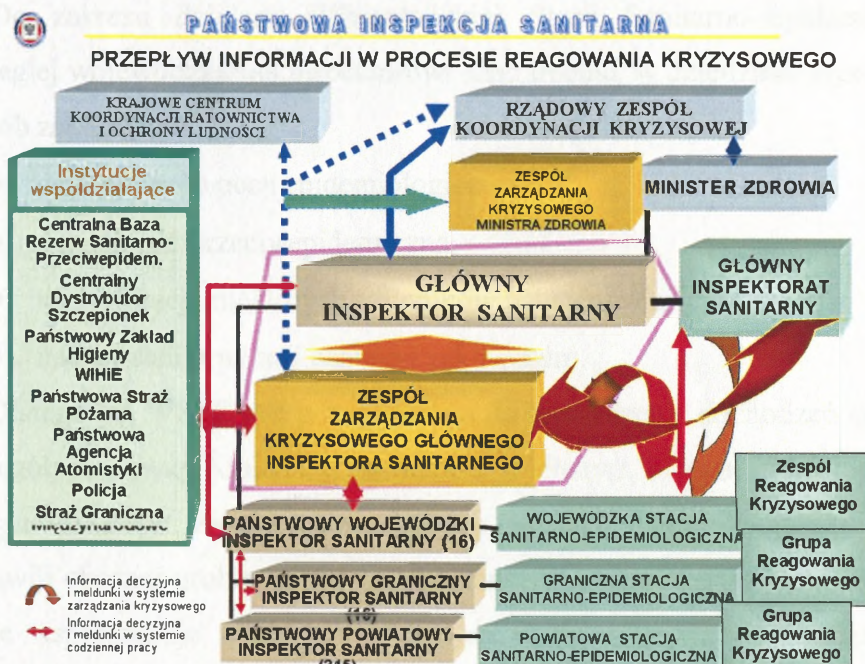 PAŃSTWOWA INSPEKCJA SANITARNA
PRZEPŁYW INFORMACJI W PROCESIE REAGOWANIA KRYZYSOWEGO
KRAJOWE CENTRUM
KOORDYNACJI RATOWNICTWA
I OCHRONY LUDNOŚCI
RZĄDOWY ZESPÓŁ
KOORDYNACJI KRYZYSOWEJ
Instytucje
współdziałające
Centralna Baza
Rezerw Sanitarno-
Przeciwepidem.
Centralny
Dystrybutor
Szczepionek
Państwowy Zakład
Higieny
WIHiE
Państwowa Straż
Pożarna
Państwowa
Agencja
Atomistyki
Policja
Straż Graniczna
Międzynarodowe
ZESPÓŁ
ZARZĄDZANIA
KRYZYSOWEGO
MINISTRA ZDROWIA
MINISTER ZDROWIA
GŁÓWNY
INSPEKTOR SANITARNY
GŁÓWNY
INSPEKTORAT
SANITARNY
ZESPÓŁ
ZARZĄDZANIA
KRYZYSOWEGO GŁÓWNEGO
INSPEKTORA SANITARNEGO
PAŃSTWOWY WOJEWÓDZKI
INSPEKTOR SANITARNY (16)
WOJEWÓDZKA STACJA
SANITARNO-EPIDEMIOLOGICZNA
Zespół
Reagowania
Kryzysowego
PAŃSTWOWY GRANICZNY
INSPEKTOR SANITARNY
GRANICZNA STACJA
SANITARNO-EPIDEMIOLOGICZNA
Grupa
Reagowania
Kryzysowego
PAŃSTWOWY POWIATOWY
INSPEKTOR SANITARNY
POWIATOWA STACJA
SANITARNO-EPIDEMIOLOGICZNA
Grupa
Reagowania
Kryzysowego
Informacja decyzyjna
i meldunki w systemie
zarządzania kryzysowego
Informacja decyzyjna
i meldunki w systemie
codziennej pracy